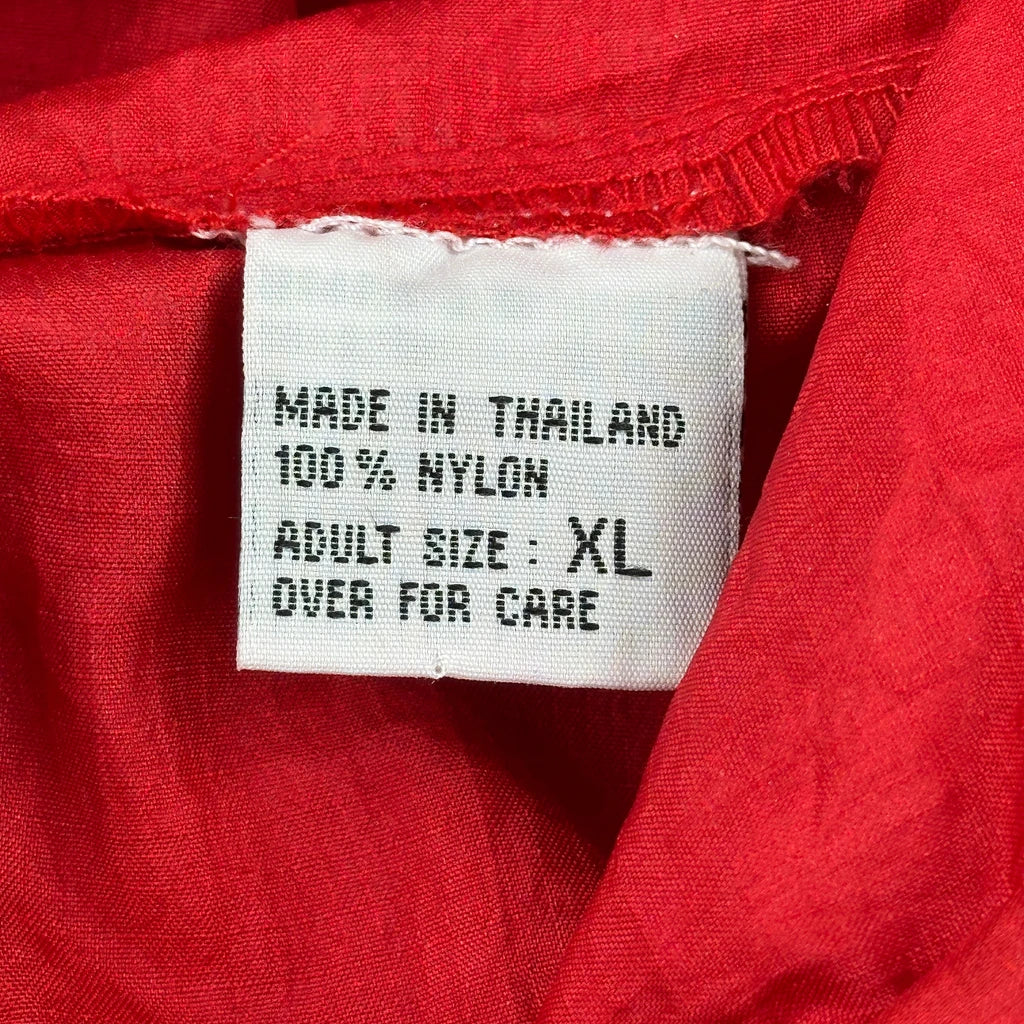 MADE IN THAILAND
100% NYLON
ADULT SIZE: XL
OVER FOR CARE